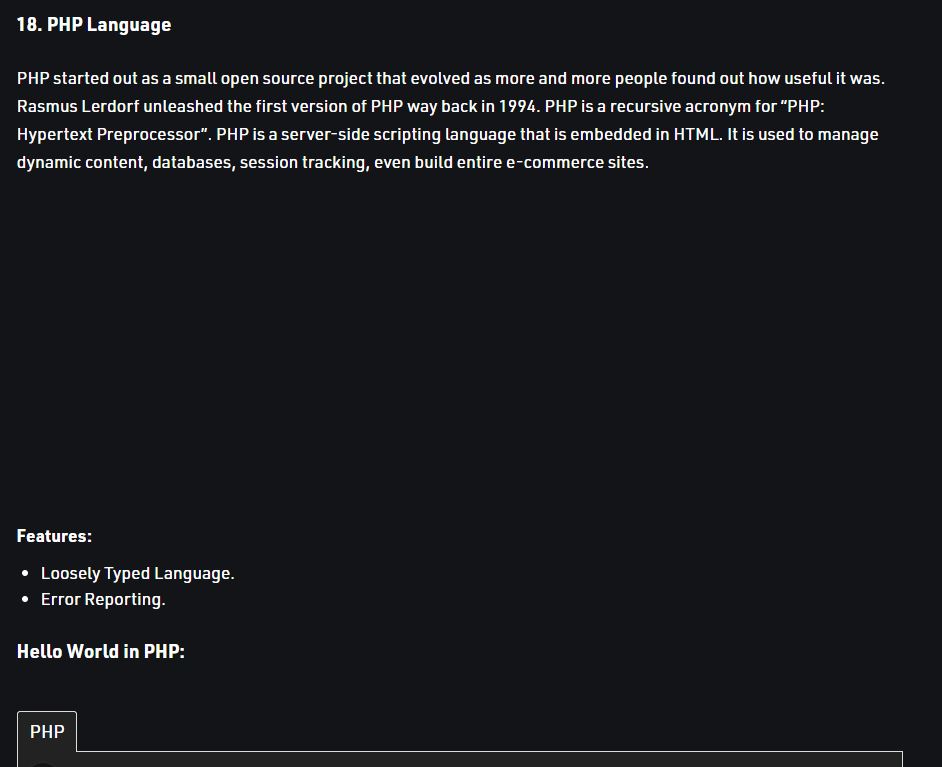 18. PHP Language
PHP started out as a small open source project that evolved as more and more people found out how useful it was.
Rasmus Lerdorf unleashed the first version of PHP way back in 1994. PHP is a recursive acronym for “PHP:
Hypertext Preprocessor”. PHP is a server-side scripting language that is embedded in HTML. It is used to manage
dynamic content, databases, session tracking, even build entire e-commerce sites.
Features:
• Loosely Typed Language.
• Error Reporting.
Hello World in PHP:
PHP